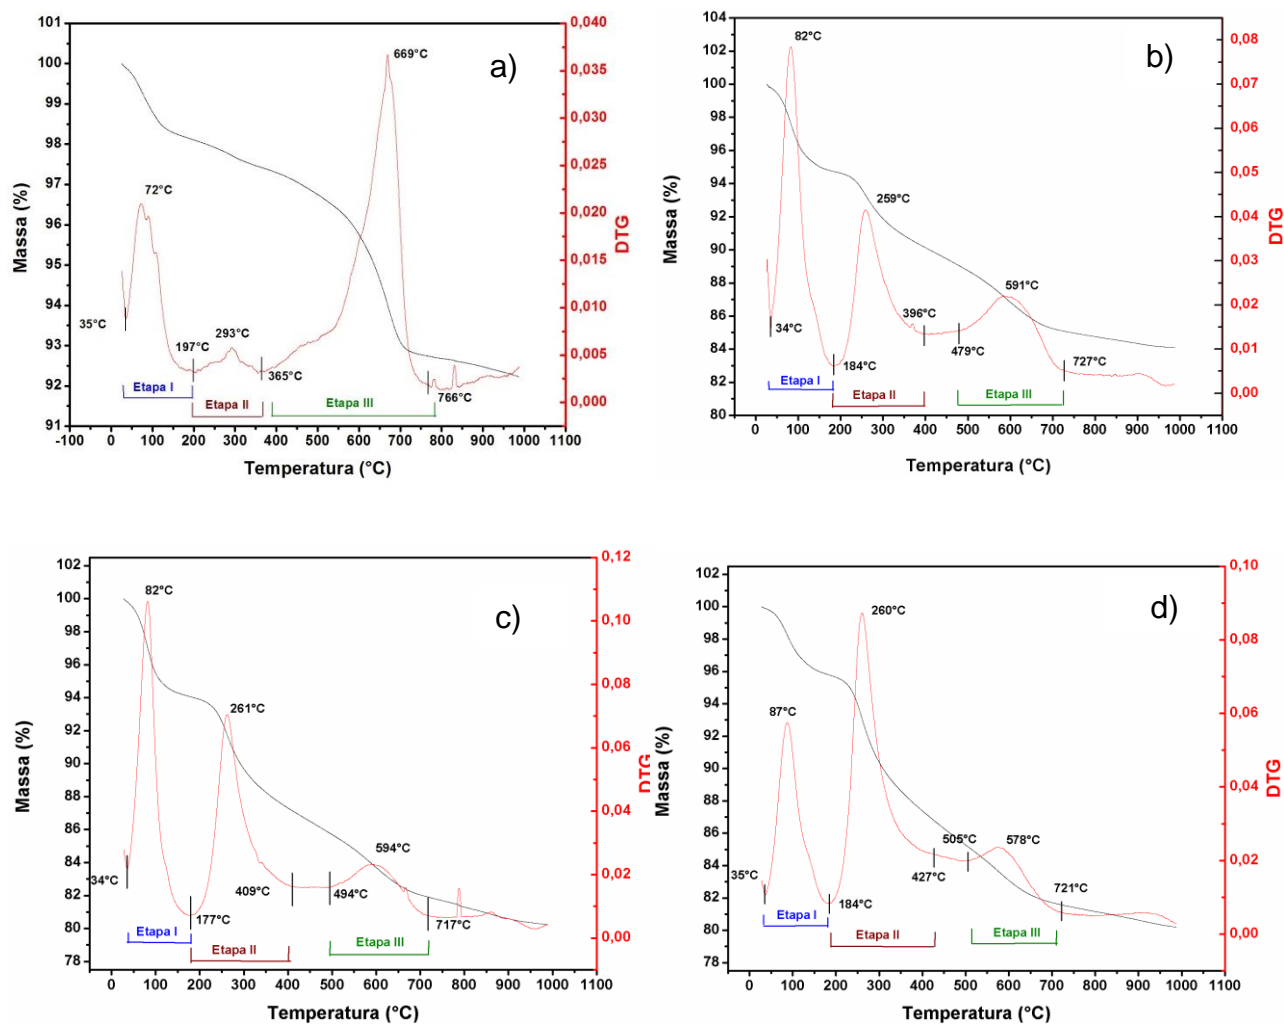 a)
101
100
99
98
97
96
95
94
93
92
91
Massa (%)
0,040
0,035
0,030
0,025
0,020
0,015
0,010
0,005
0,000
DTG
669°C
72°C
35°C
197°C
293°C
365°C
766°C
Etapa I
Etapa II
Etapa III
-100 0 100 200 300 400 500 600 700 800 900 1000 1100
Temperatura (°C)
b)
104
102
100
98
96
94
92
90
88
86
84
82
80
Massa (%)
0,08
0,07
0,06
0,05
0,04
0,03
0,02
0,01
0,00
DTG
82°C
259°C
591°C
396°C
34°C
479°C
184°C
727°C
Etapa I
Etapa II
Etapa III
0 100 200 300 400 500 600 700 800 900 1000 1100
Temperatura (°C)
c)
102
100
98
96
94
92
90
88
86
84
82
80
78
Massa (%)
0,12
0,10
0,08
0,06
0,04
0,02
0,00
DTG
82°C
261°C
594°C
34°C
409°C
494°C
177°C
717°C
Etapa I
Etapa II
Etapa III
0 100 200 300 400 500 600 700 800 900 1000 1100
Temperatura (°C)
d)
102
100
98
96
94
92
90
88
86
84
82
80
78
Massa (%)
0,10
0,08
0,06
0,04
0,02
0,00
DTG
260°C
87°C
505°C
578°C
35°C
427°C
184°C
721°C
Etapa I
Etapa II
Etapa III
0 100 200 300 400 500 600 700 800 900 1000 1100
Temperatura (°C)